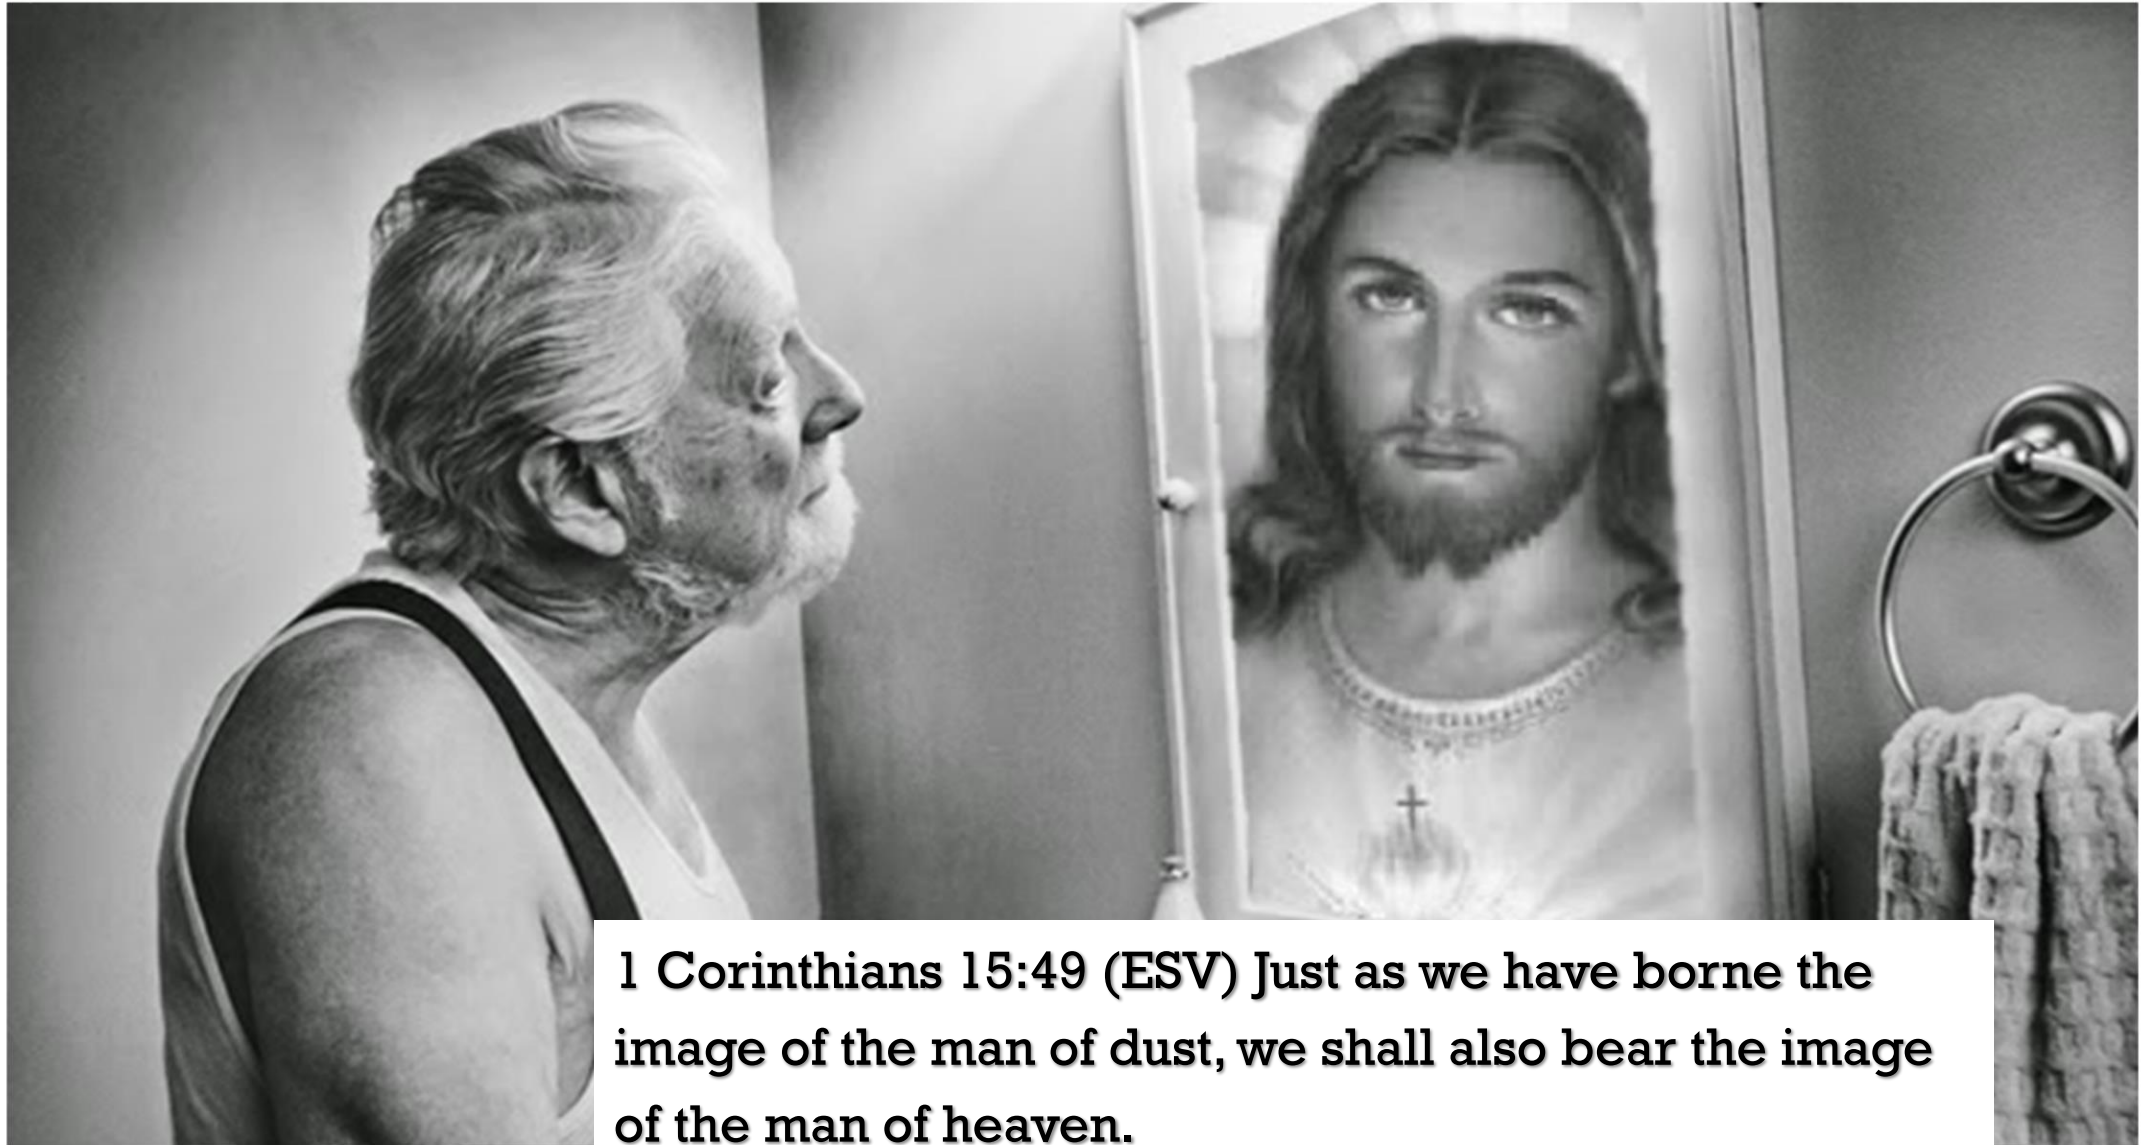 1 Corinthians 15:49 (ESV) Just as we have borne the
image of the man of dust, we shall also bear the image
of the man of heaven.